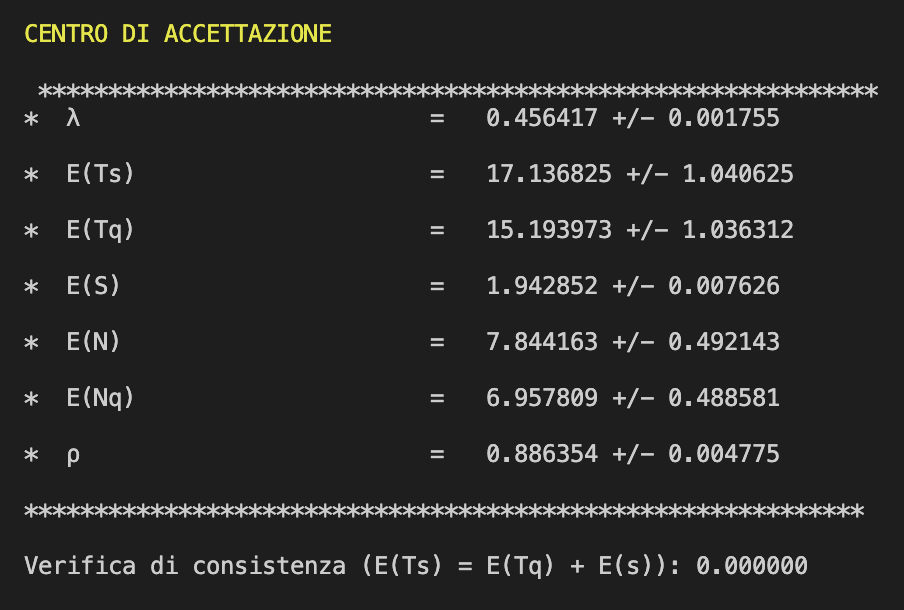 CENTRO DI ACCETTAZIONE
************************************************************
* λ = 0.456417 +/- 0.001755
* E(Ts) = 17.136825 +/- 1.040625
* E(Tq) = 15.193973 +/- 1.036312
* E(S) = 1.942852 +/- 0.007626
* E(N) = 7.844163 +/- 0.492143
* E(Nq) = 6.957809 +/- 0.488581
* ρ = 0.886354 +/- 0.004775
************************************************************
Verifica di consistenza (E(Ts) = E(Tq) + E(s)): 0.000000